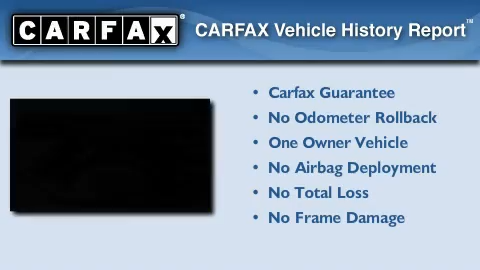 CARFAX® CARFAX Vehicle History Report™
• Carfax Guarantee
• No Odometer Rollback
• One Owner Vehicle
• No Airbag Deployment
• No Total Loss
• No Frame Damage